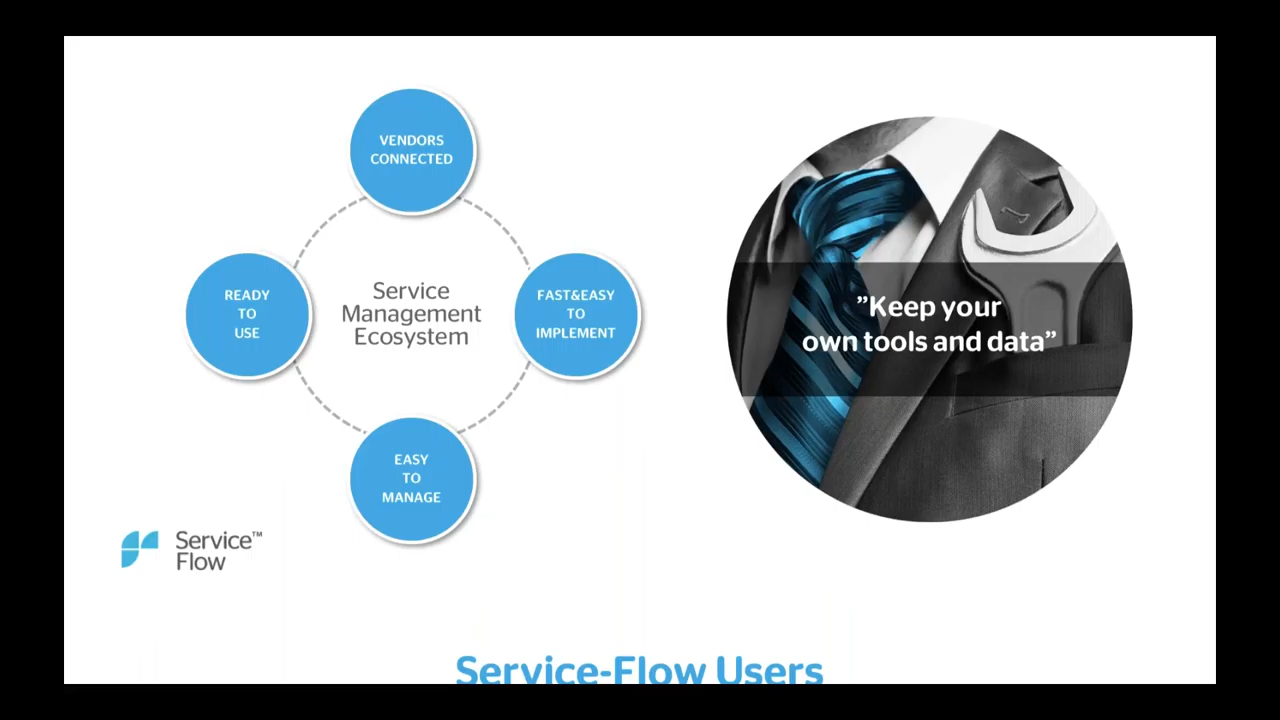 VENDORS
CONNECTED
READY
TO
USE
Service
Management
Ecosystem
FAST&EASY
TO
IMPLEMENT
EASY
TO
MANAGE
”Keep your
own tools and data”
Service™
Flow
Service-Flow Users